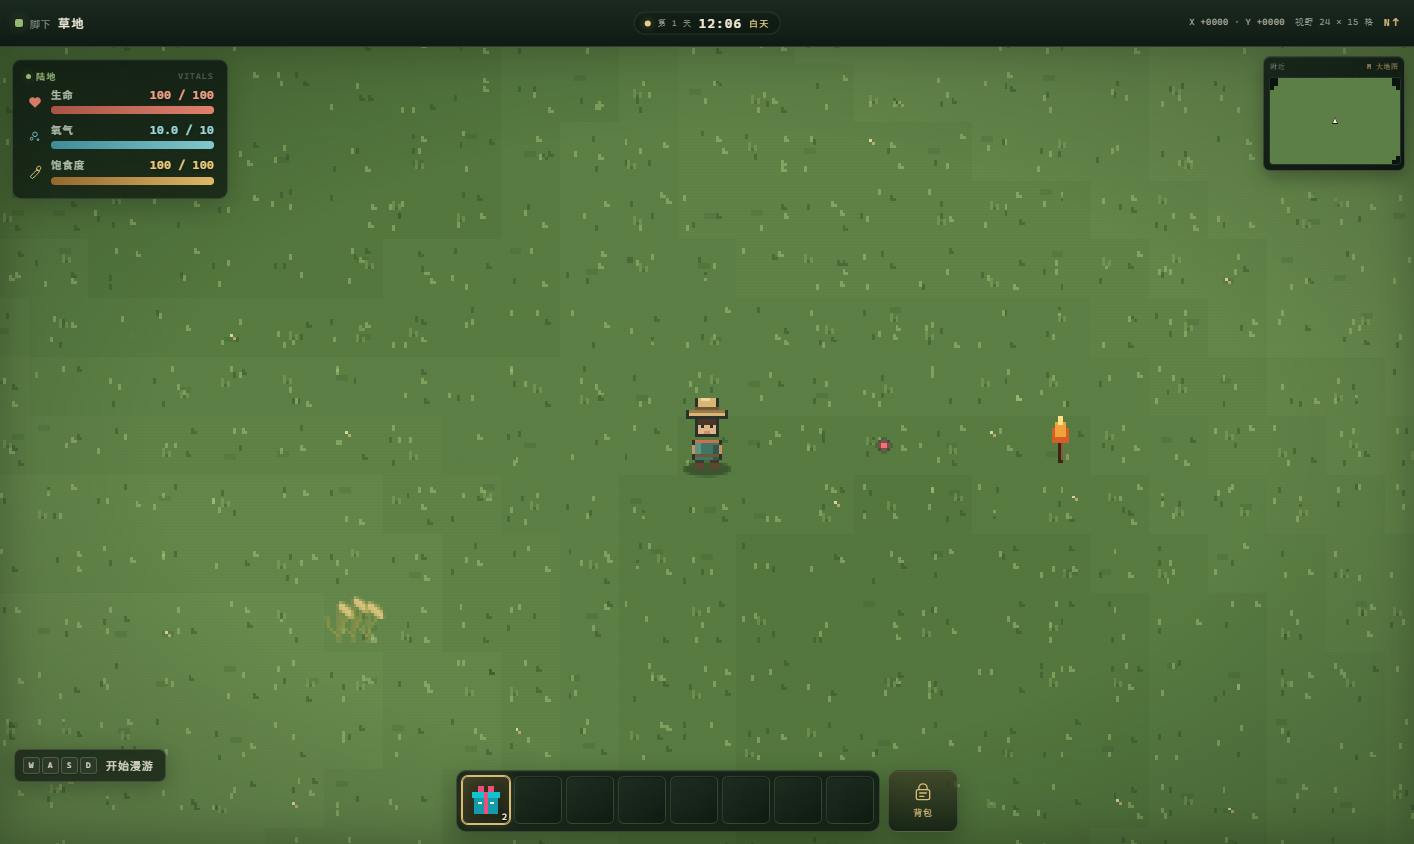 脚下 草地
第 1 天 12:06 白天
X +0000 · Y +0000 视野 24 × 15 格 N↑
陆地 VITALS
生命 100 / 100
氧气 10.0 / 10
饱食度 100 / 100
附近 M 大地图
W A S D 开始漫游
2
背包